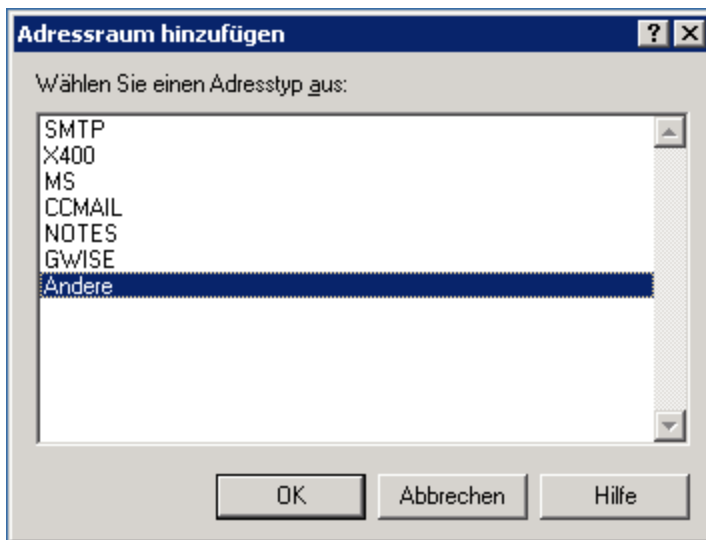 Adressraum hinzufügen
Wählen Sie einen Adresstyp aus:
SMTP
X400
MS
CCMAIL
NOTES
GWISE
Andere
OK Abbrechen Hilfe